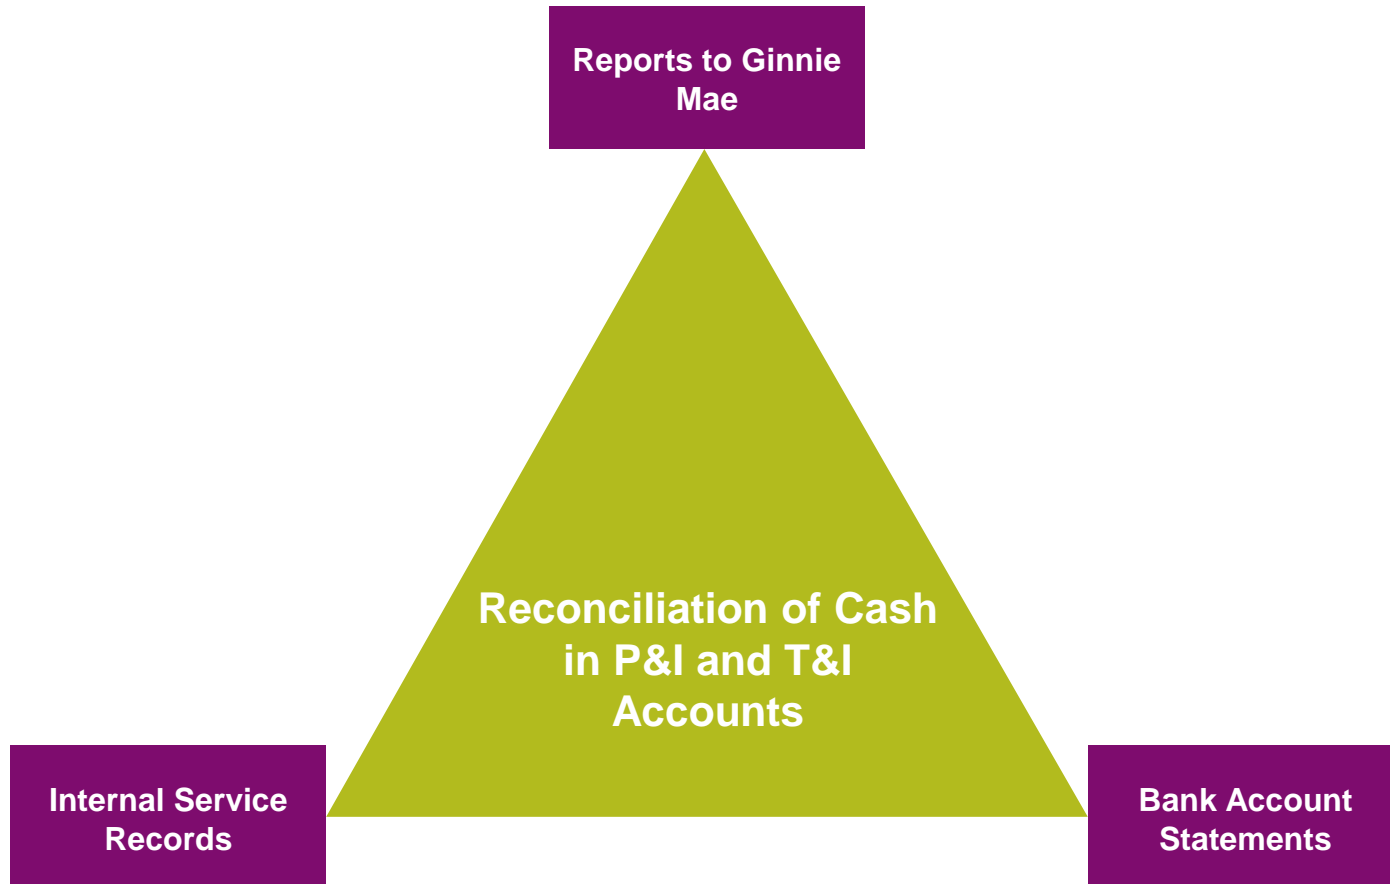 Reports to Ginnie
Mae
Reconciliation of Cash
in P&I and T&I
Accounts
Internal Service
Records
Bank Account
Statements